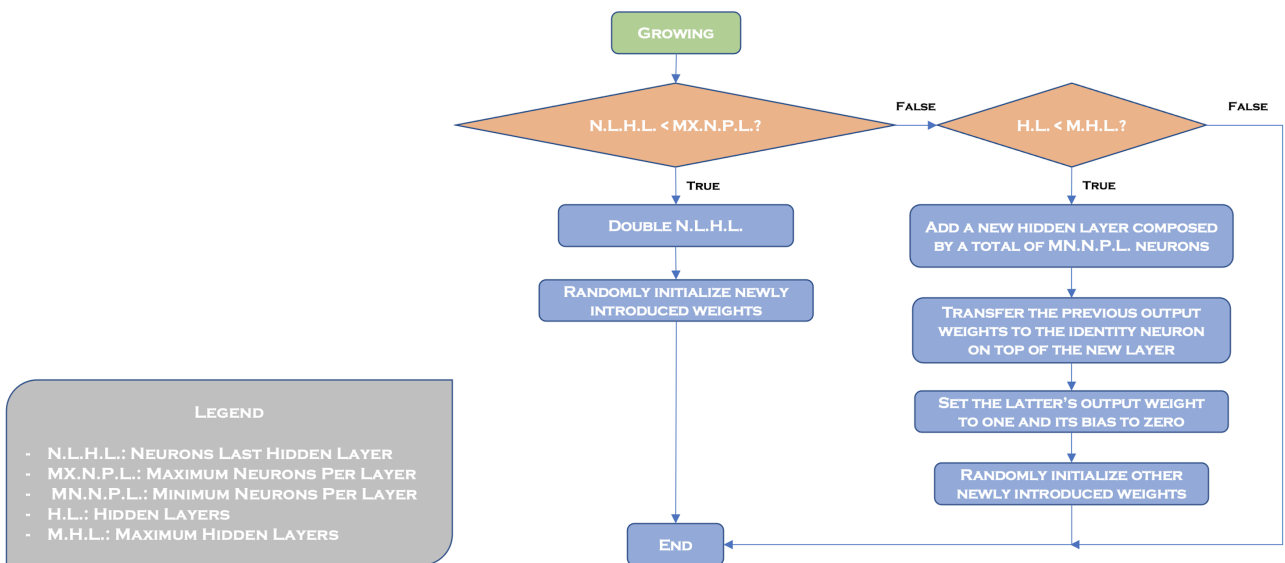 GROWING
N.L.H.L. < MX.N.P.L.?
FALSE
H.L. < M.H.L.?
FALSE
TRUE
TRUE
DOUBLE N.L.H.L.
ADD A NEW HIDDEN LAYER COMPOSED
BY A TOTAL OF MN.N.P.L. NEURONS
RANDOMLY INITIALIZE NEWLY
INTRODUCED WEIGHTS
TRANSFER THE PREVIOUS OUTPUT
WEIGHTS TO THE IDENTITY NEURON
ON TOP OF THE NEW LAYER
SET THE LATTER'S OUTPUT WEIGHT
TO ONE AND ITS BIAS TO ZERO
RANDOMLY INITIALIZE OTHER
NEWLY INTRODUCED WEIGHTS
END
LEGEND
- N.L.H.L.: NEURONS LAST HIDDEN LAYER
- MX.N.P.L.: MAXIMUM NEURONS PER LAYER
- MN.N.P.L.: MINIMUM NEURONS PER LAYER
- H.L.: HIDDEN LAYERS
- M.H.L.: MAXIMUM HIDDEN LAYERS